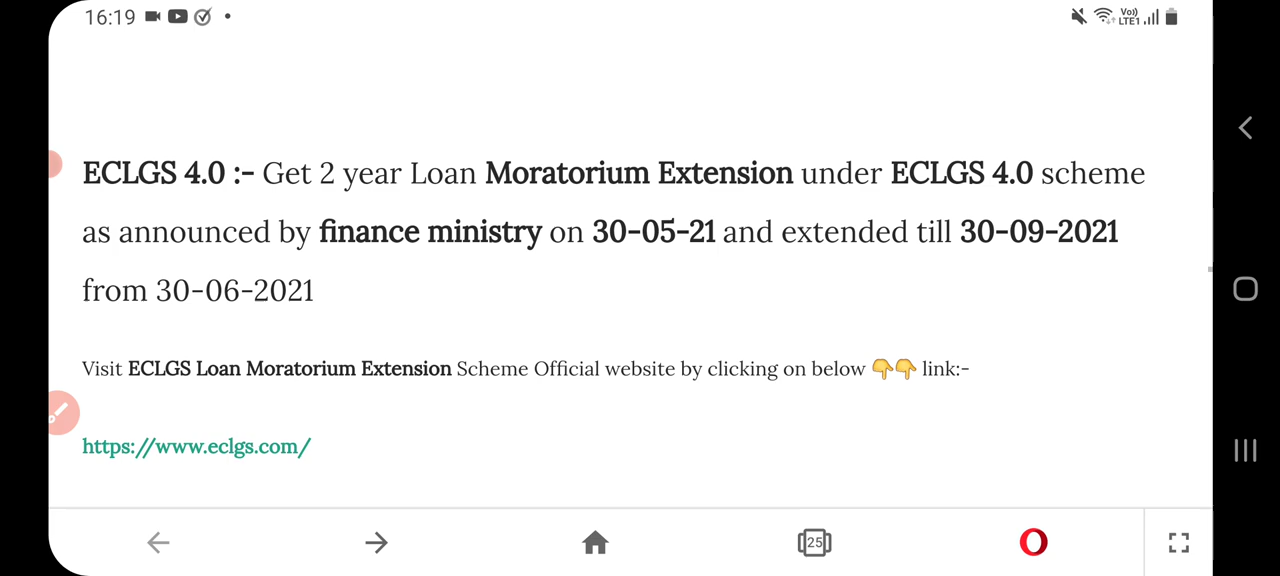 16:19
Vo))
LTE1
ECLGS 4.0 :- Get 2 year Loan Moratorium Extension under ECLGS 4.0 scheme
as announced by finance ministry on 30-05-21 and extended till 30-09-2021
from 30-06-2021
Visit ECLGS Loan Moratorium Extension Scheme Official website by clicking on below 👇👇 link:-
https://www.eclgs.com/
25